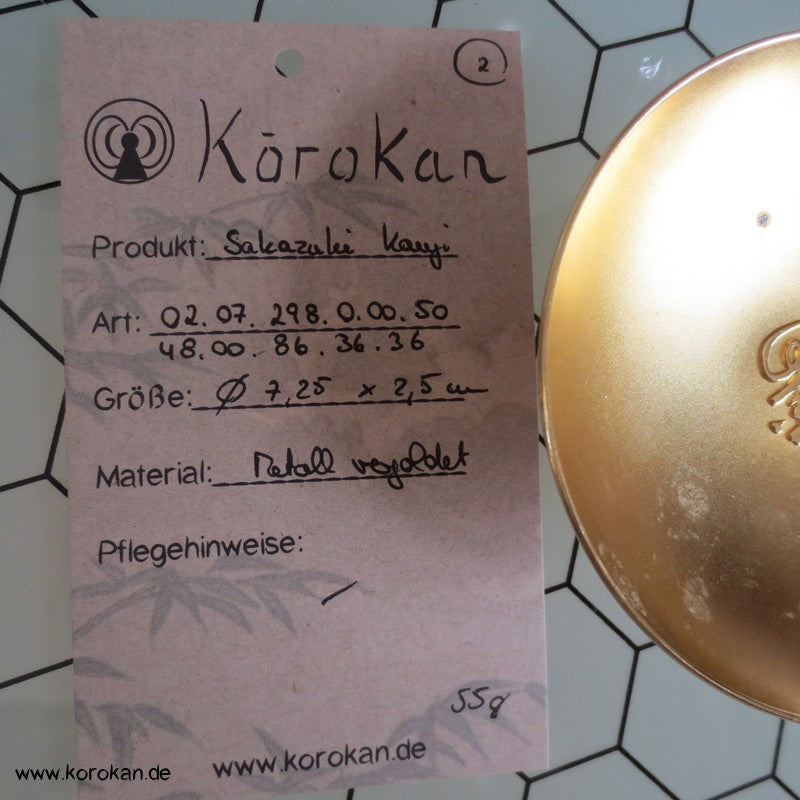 2
Kōrokan
Produkt: Sakazuki Kanji
Art: 02.07.298.0.00.50
48.00.86.36.36
Größe: Ø 7,25 x 2,5 cm
Material: Metall vergoldet
Pflegehinweise:
55g
www.korokan.de
www.korokan.de